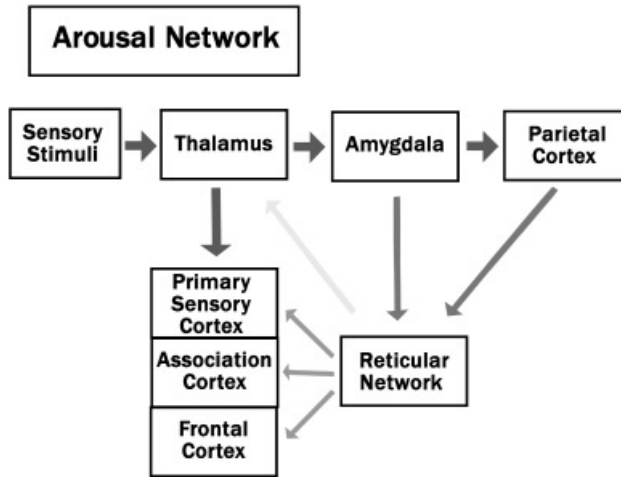 Arousal Network
Sensory
Stimuli
Thalamus
Amygdala
Parietal
Cortex
Primary
Sensory
Cortex
Association
Cortex
Frontal
Cortex
Reticular
Network